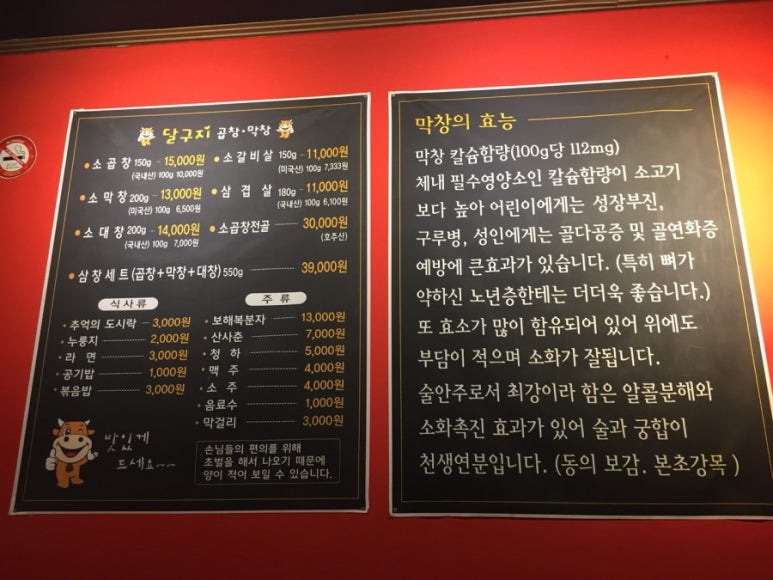 달구지 곱창·막창
소 곱 창 150g - 15,000원
(국내산) 100g 10,000원
소 갈 비 살 150g - 11,000원
(미국산) 100g 7,333원
소 막 창 200g - 13,000원
(미국산) 100g 6,500원
삼 겹 살 180g - 11,000원
(국내산) 100g 6,100원
소 대 창 200g - 14,000원
(국내산) 100g 7,000원
소곱창전골 30,000원
(호주산)
삼창세트(곱창+막창+대창) 550g 39,000원
식사류
추억의 도시락 3,000원
누룽지 2,000원
라 면 3,000원
공기밥 1,000원
볶음밥 3,000원
주 류
보해복분자 13,000원
산사춘 7,000원
청 하 5,000원
맥 주 4,000원
소 주 4,000원
음료수 1,000원
막걸리 3,000원
맛있게
드세요~~
손님들의 편의를 위해
초벌을 해서 나오기 때문에
양이 적어 보일 수 있습니다.
막창의 효능
막창 칼슘함량(100g당 112mg)
체내 필수영양소인 칼슘함량이 소고기
보다 높아 어린이에게는 성장부진,
구루병, 성인에게는 골다공증 및 골연화증
예방에 큰효과가 있습니다. (특히 뼈가
약하신 노년층한테는 더더욱 좋습니다.)
또 효소가 많이 함유되어 있어 위에도
부담이 적으며 소화가 잘됩니다.
술안주로서 최강이라 함은 알콜분해와
소화촉진 효과가 있어 술과 궁합이
천생연분입니다. (동의 보감. 본초강목)